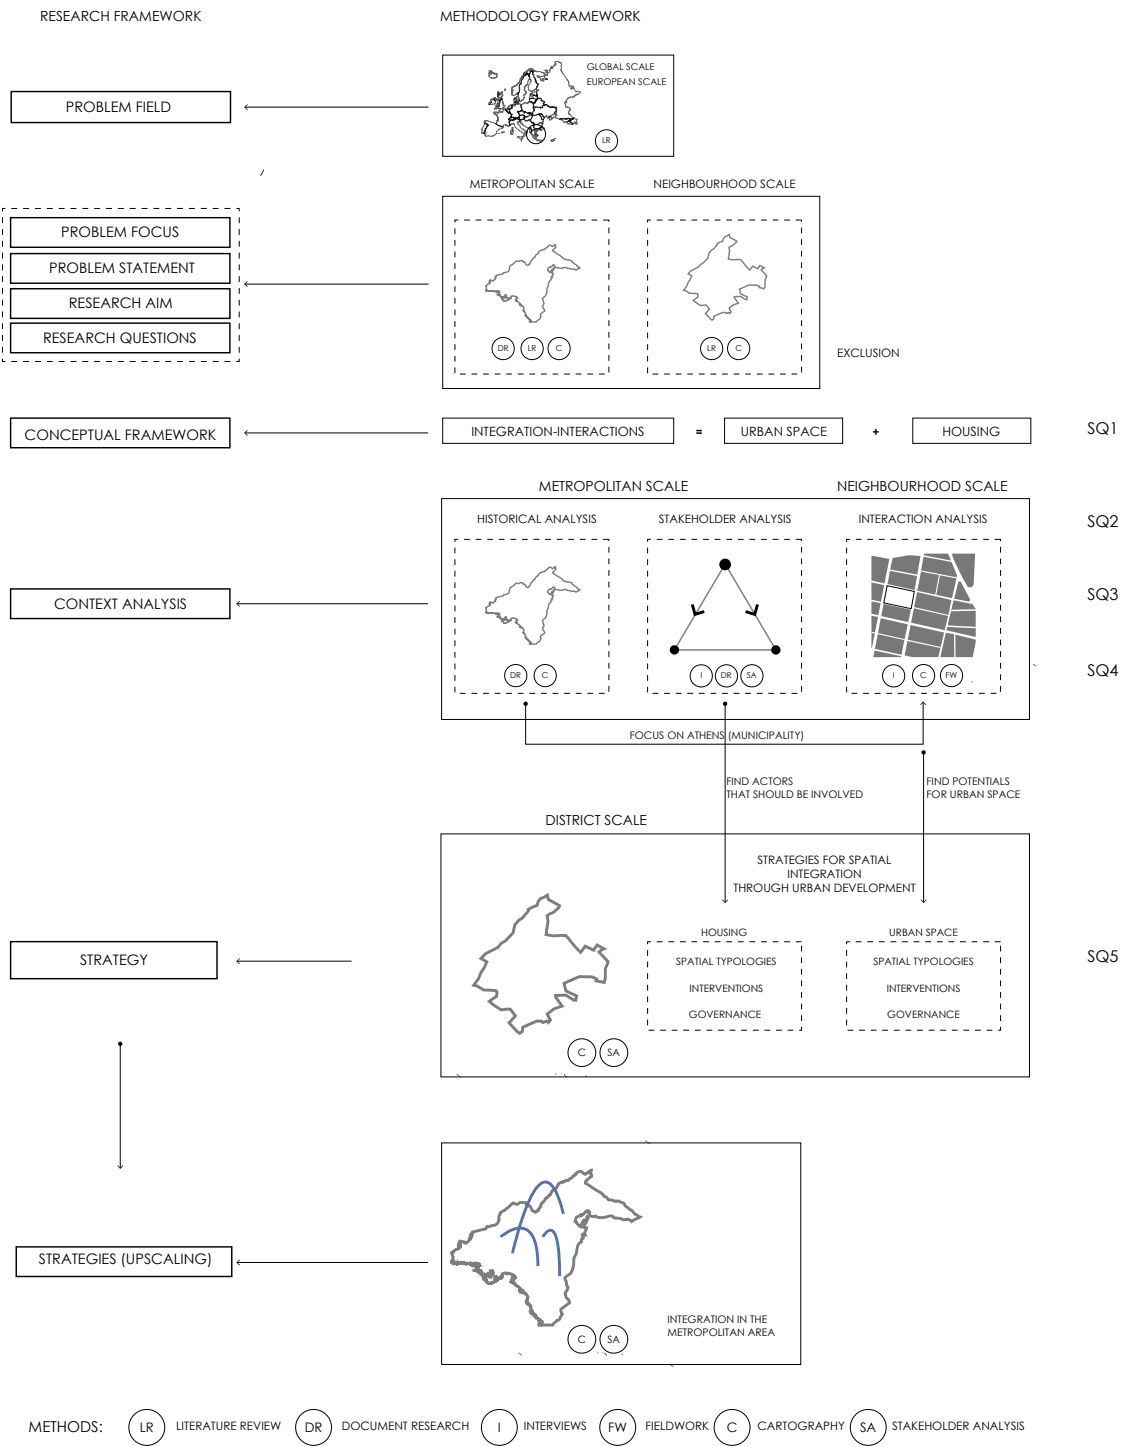 RESEARCH FRAMEWORK
METHODOLOGY FRAMEWORK
GLOBAL SCALE
EUROPEAN SCALE
PROBLEM FIELD
LR
METROPOLITAN SCALE
NEIGHBOURHOOD SCALE
PROBLEM FOCUS
PROBLEM STATEMENT
RESEARCH AIM
RESEARCH QUESTIONS
DR LR C
LR C
EXCLUSION
CONCEPTUAL FRAMEWORK
INTEGRATION-INTERACTIONS = URBAN SPACE + HOUSING
SQ1
METROPOLITAN SCALE
NEIGHBOURHOOD SCALE
HISTORICAL ANALYSIS
STAKEHOLDER ANALYSIS
INTERACTION ANALYSIS
SQ2
CONTEXT ANALYSIS
SQ3
DR C
I DR SA
I C FW
SQ4
FOCUS ON ATHENS (MUNICIPALITY)
FIND ACTORS
THAT SHOULD BE INVOLVED
FIND POTENTIALS
FOR URBAN SPACE
DISTRICT SCALE
STRATEGIES FOR SPATIAL
INTEGRATION
THROUGH URBAN DEVELOPMENT
STRATEGY
HOUSING
SPATIAL TYPOLOGIES
INTERVENTIONS
GOVERNANCE
URBAN SPACE
SPATIAL TYPOLOGIES
INTERVENTIONS
GOVERNANCE
SQ5
C SA
STRATEGIES (UPSCALING)
INTEGRATION IN THE
METROPOLITAN AREA
C SA
METHODS: LR LITERATURE REVIEW DR DOCUMENT RESEARCH I INTERVIEWS FW FIELDWORK C CARTOGRAPHY SA STAKEHOLDER ANALYSIS